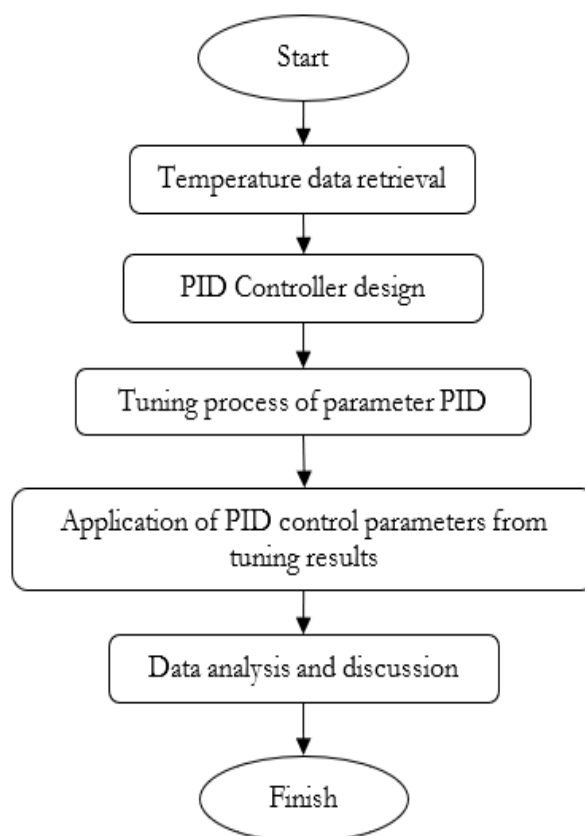 Start
Temperature data retrieval
PID Controller design
Tuning process of parameter PID
Application of PID control parameters from
tuning results
Data analysis and discussion
Finish